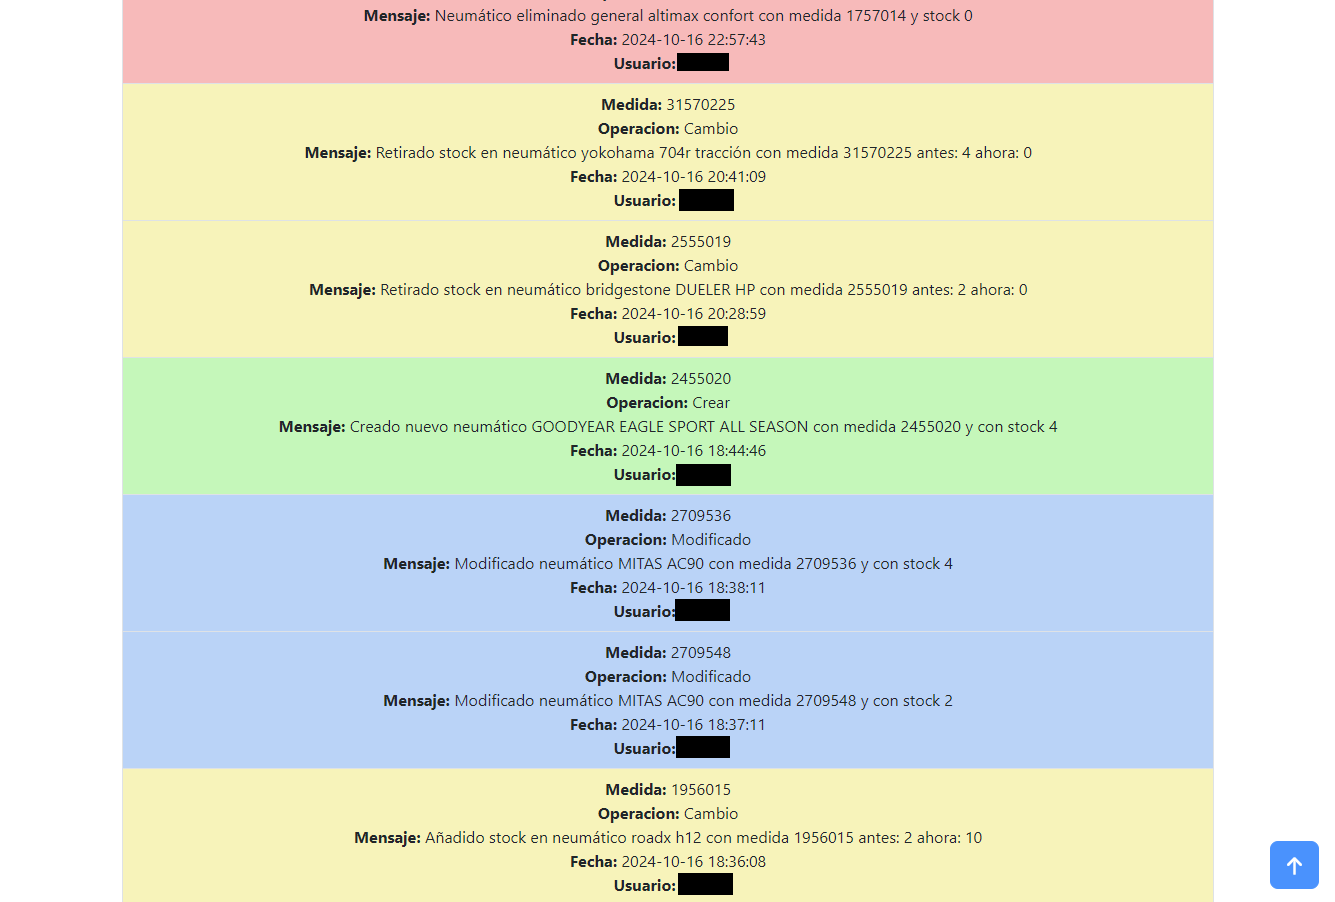 Mensaje: Neumático eliminado general altimax confort con medida 1757014 y stock 0
Fecha: 2024-10-16 22:57:43
Usuario:
Medida: 31570225
Operacion: Cambio
Mensaje: Retirado stock en neumático yokohama 704r tracción con medida 31570225 antes: 4 ahora: 0
Fecha: 2024-10-16 20:41:09
Usuario:
Medida: 2555019
Operacion: Cambio
Mensaje: Retirado stock en neumático bridgestone DUELER HP con medida 2555019 antes: 2 ahora: 0
Fecha: 2024-10-16 20:28:59
Usuario:
Medida: 2455020
Operacion: Crear
Mensaje: Creado nuevo neumático GOODYEAR EAGLE SPORT ALL SEASON con medida 2455020 y con stock 4
Fecha: 2024-10-16 18:44:46
Usuario:
Medida: 2709536
Operacion: Modificado
Mensaje: Modificado neumático MITAS AC90 con medida 2709536 y con stock 4
Fecha: 2024-10-16 18:38:11
Usuario:
Medida: 2709548
Operacion: Modificado
Mensaje: Modificado neumático MITAS AC90 con medida 2709548 y con stock 2
Fecha: 2024-10-16 18:37:11
Usuario:
Medida: 1956015
Operacion: Cambio
Mensaje: Añadido stock en neumático roadx h12 con medida 1956015 antes: 2 ahora: 10
Fecha: 2024-10-16 18:36:08
Usuario: